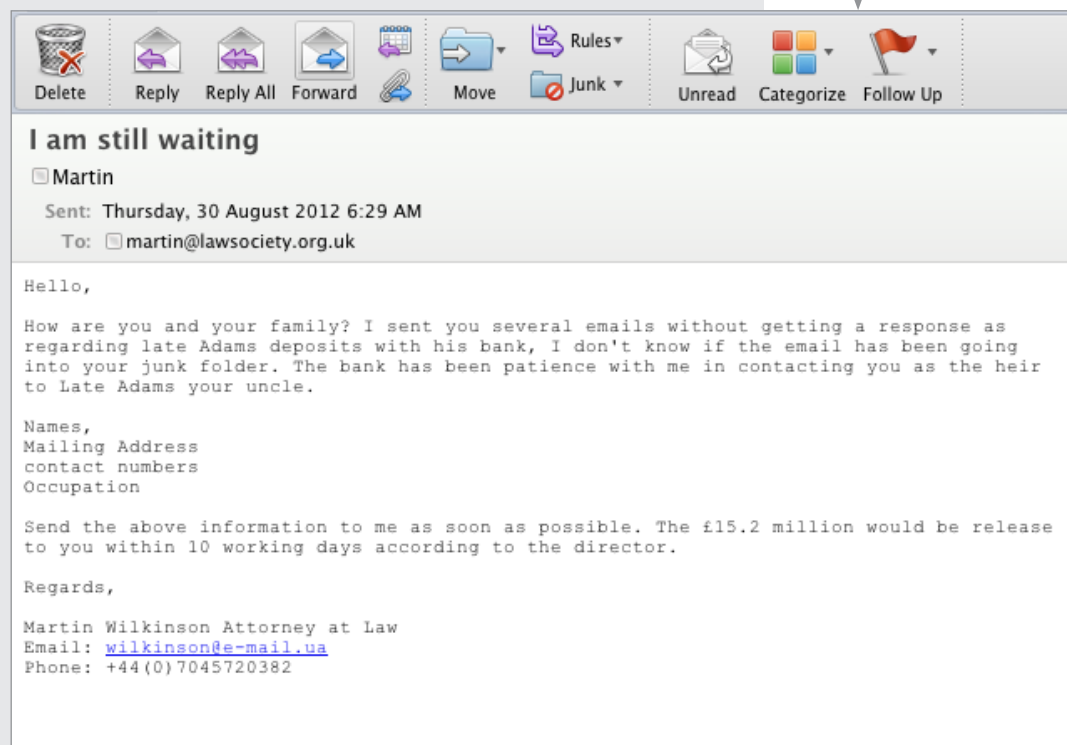 Delete Reply Reply All Forward Move Rules Junk Unread Categorize Follow Up
I am still waiting
Martin
Sent: Thursday, 30 August 2012 6:29 AM
To: martin@lawsociety.org.uk
Hello,
How are you and your family? I sent you several emails without getting a response as
regarding late Adams deposits with his bank, I don't know if the email has been going
into your junk folder. The bank has been patience with me in contacting you as the heir
to Late Adams your uncle.
Names,
Mailing Address
contact numbers
Occupation
Send the above information to me as soon as possible. The £15.2 million would be release
to you within 10 working days according to the director.
Regards,
Martin Wilkinson Attorney at Law
Email: wilkinson@e-mail.ua
Phone: +44(0)7045720382